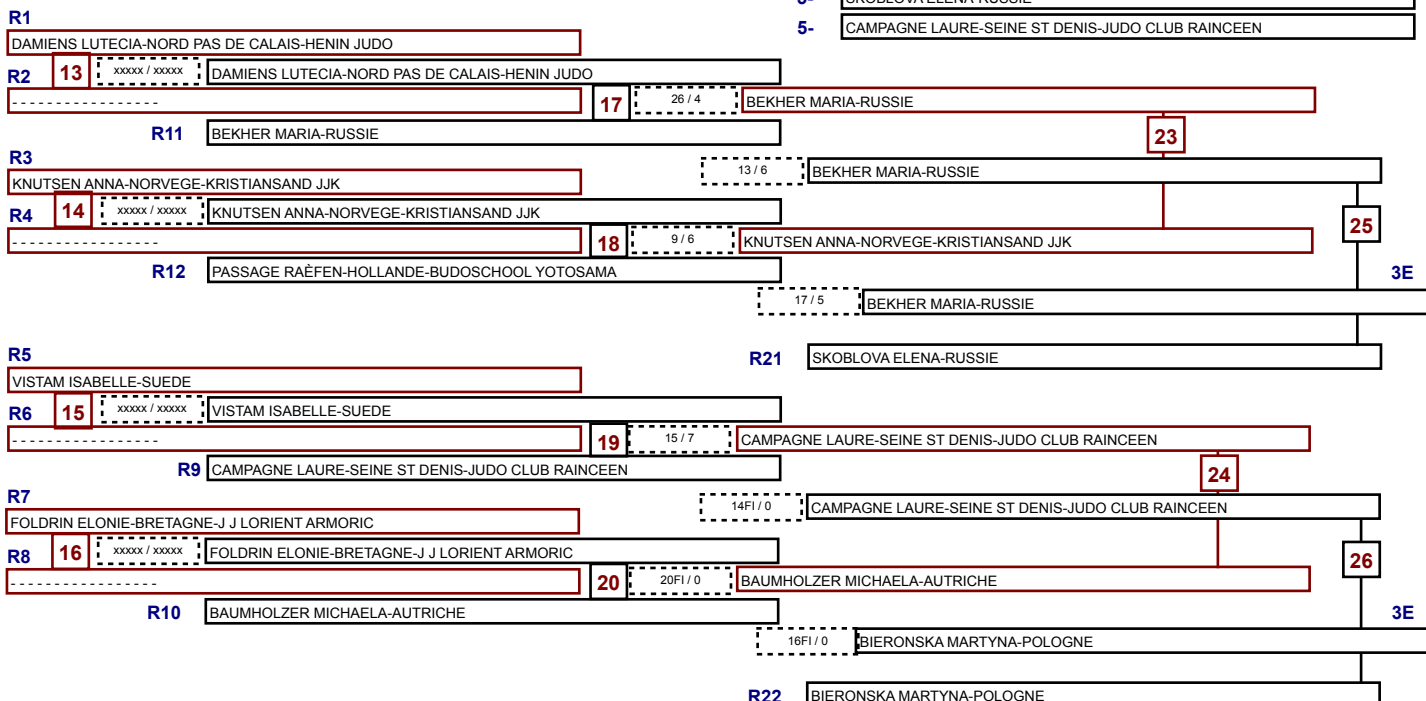 5- SKOBLOVA ELENA-RUSSIE
R1
5- CAMPAGNE LAURE-SEINE ST DENIS-JUDO CLUB RAINCEEN
DAMIENS LUTECIA-NORD PAS DE CALAIS-HENIN JUDO
R2 13 xxxxx / xxxxx DAMIENS LUTECIA-NORD PAS DE CALAIS-HENIN JUDO
- - - - - - - - - - - - - - - - - 17 26 / 4 BEKHER MARIA-RUSSIE
R11 BEKHER MARIA-RUSSIE 23
R3
13 / 6 BEKHER MARIA-RUSSIE
KNUTSEN ANNA-NORVEGE-KRISTIANSAND JJK
R4 14 xxxxx / xxxxx KNUTSEN ANNA-NORVEGE-KRISTIANSAND JJK
25
- - - - - - - - - - - - - - - - - 18 9 / 6 KNUTSEN ANNA-NORVEGE-KRISTIANSAND JJK
R12 PASSAGE RAÈFEN-HOLLANDE-BUDOSCHOOL YOTOSAMA 3E
17 / 5 BEKHER MARIA-RUSSIE
R5
R21 SKOBLOVA ELENA-RUSSIE
VISTAM ISABELLE-SUEDE
R6 15 xxxxx / xxxxx VISTAM ISABELLE-SUEDE
- - - - - - - - - - - - - - - - - 19 15 / 7 CAMPAGNE LAURE-SEINE ST DENIS-JUDO CLUB RAINCEEN
R9 CAMPAGNE LAURE-SEINE ST DENIS-JUDO CLUB RAINCEEN 24
R7
14FI / 0 CAMPAGNE LAURE-SEINE ST DENIS-JUDO CLUB RAINCEEN
FOLDRIN ELONIE-BRETAGNE-J J LORIENT ARMORIC
R8 16 xxxxx / xxxxx FOLDRIN ELONIE-BRETAGNE-J J LORIENT ARMORIC
26
- - - - - - - - - - - - - - - - - 20 20FI / 0 BAUMHOLZER MICHAELA-AUTRICHE
R10 BAUMHOLZER MICHAELA-AUTRICHE 3E
16FI / 0 BIERONSKA MARTYNA-POLOGNE
R22 BIERONSKA MARTYNA-POLOGNE